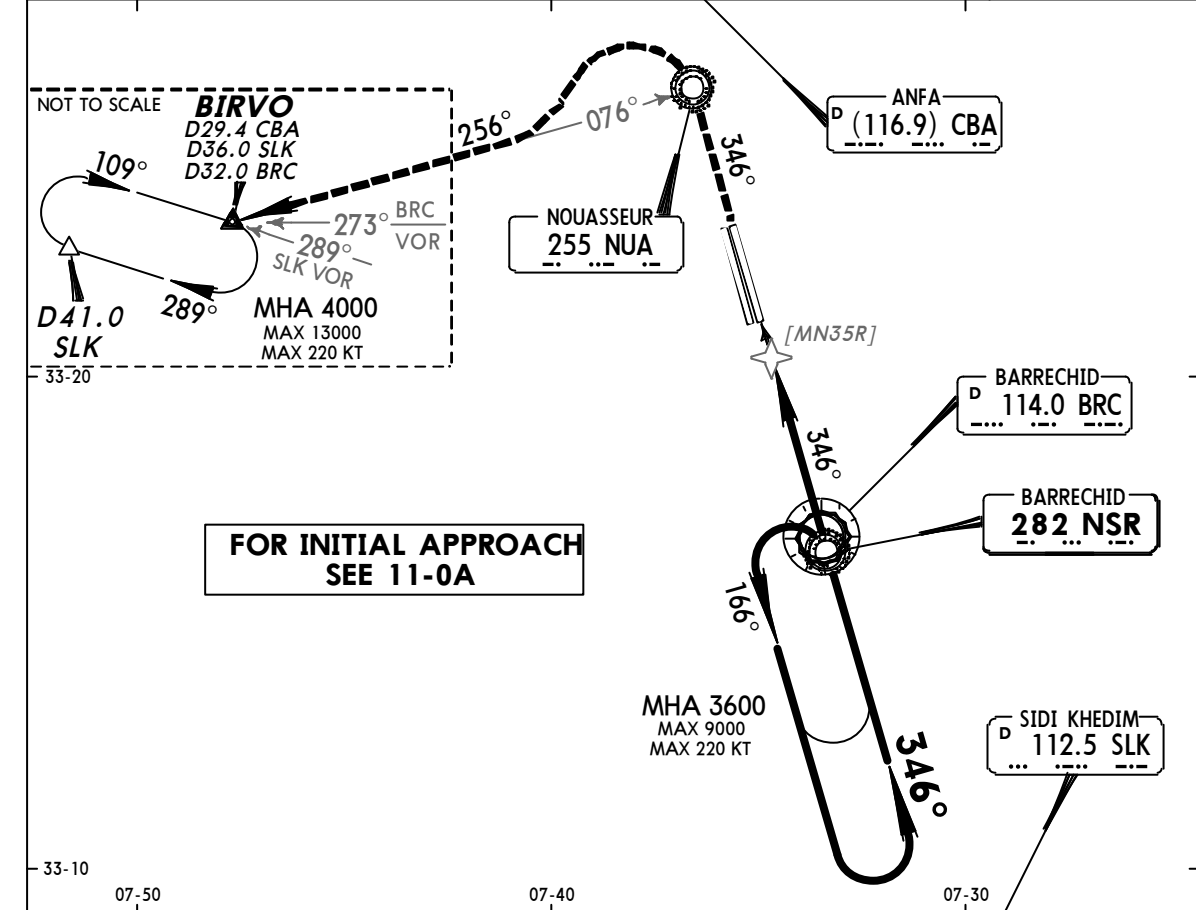 NOT TO SCALE
BIRVO
D29.4 CBA
D36.0 SLK
D32.0 BRC
109°
256°
076°
346°
ANFA
D (116.9) CBA
NOUASSEUR
255 NUA
273° BRC
VOR
289°
SLK VOR
289°
D41.0
SLK
MHA 4000
MAX 13000
MAX 220 KT
[MN35R]
33-20
BARRECHID
D 114.0 BRC
346°
BARRECHID
282 NSR
FOR INITIAL APPROACH
SEE 11-0A
166°
MHA 3600
MAX 9000
MAX 220 KT
346°
SIDI KHEDIM
D 112.5 SLK
33-10
07-50
07-40
07-30